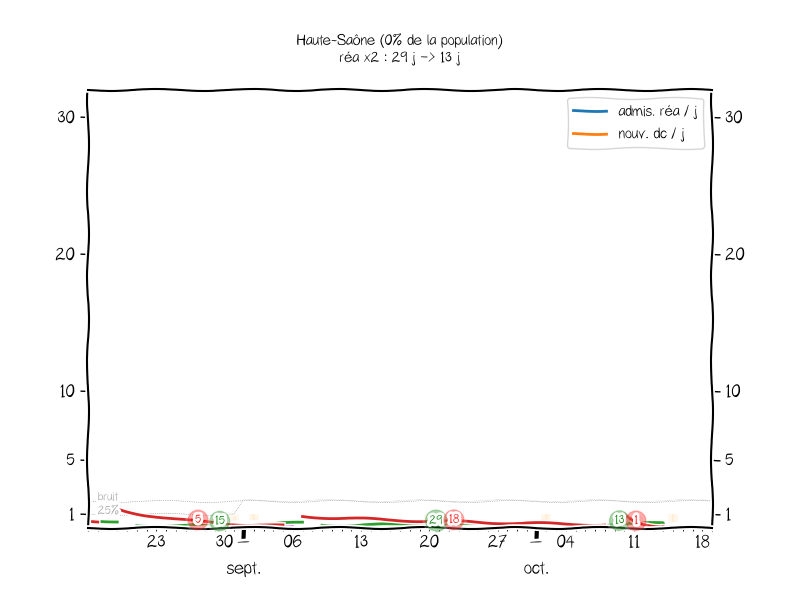 Haute-Saône (0% de la population)
réa x2 : 29 j -> 13 j
admis. réa / j
nouv. dc / j
30 30
20 20
10 10
5 5
bruit
25%
1 5 15 29 18 13 1 1
23 30 06 13 20 27 04 11 18
sept. oct.